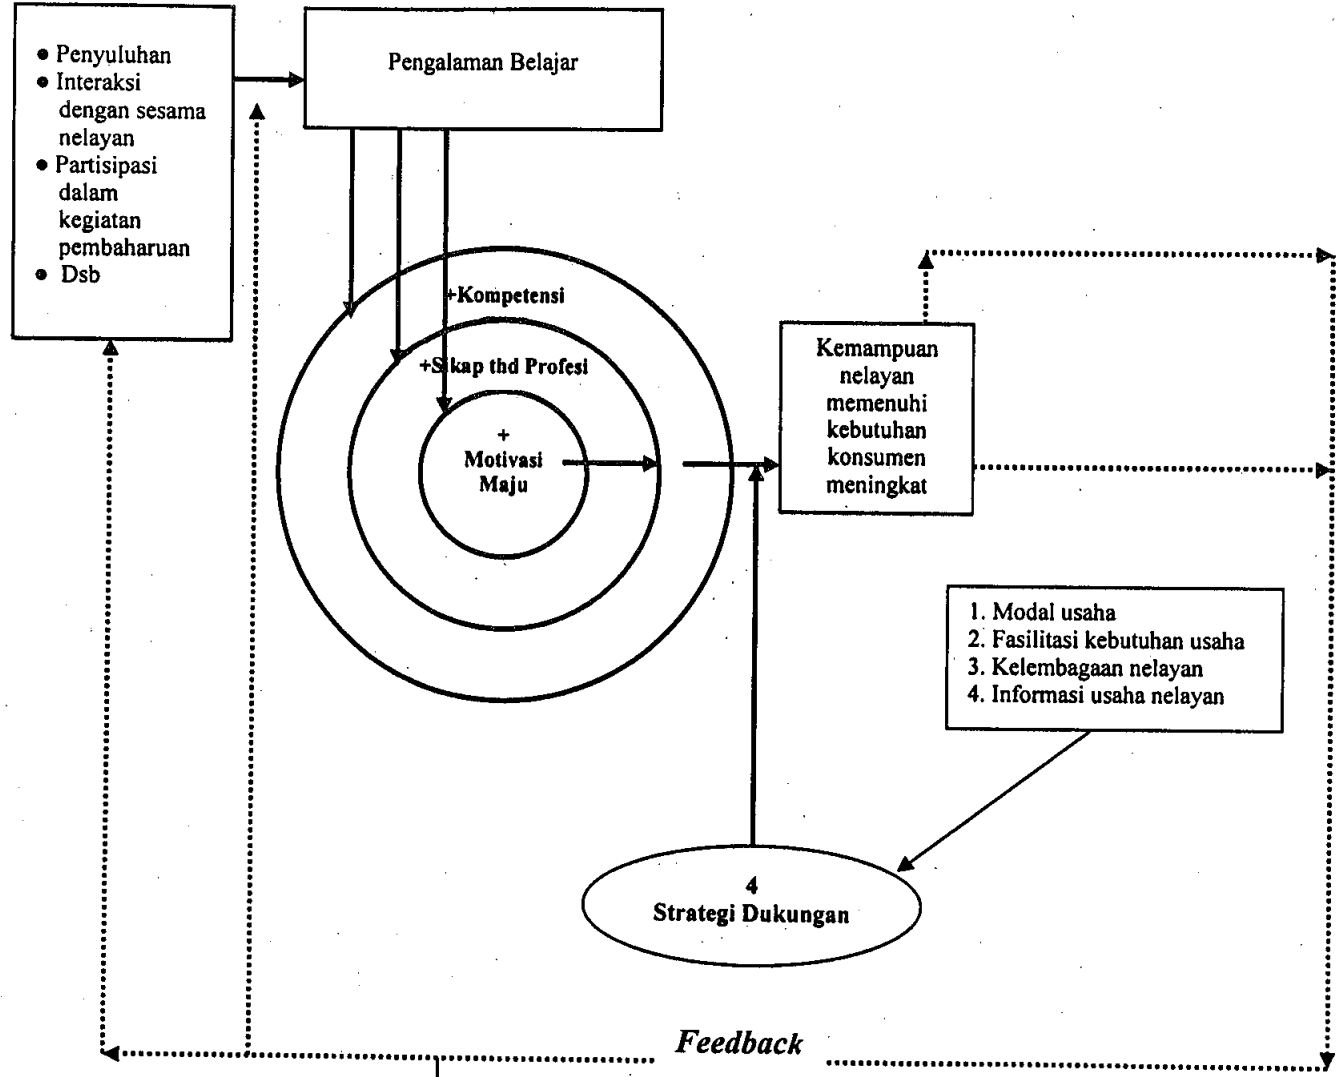 ● Penyuluhan
● Interaksi
dengan sesama
nelayan
● Partisipasi
dalam
kegiatan
pembaharuan
● Dsb
Pengalaman Belajar
+Kompetensi
+Sikap thd Profesi
+
Motivasi
Maju
Kemampuan
nelayan
memenuhi
kebutuhan
konsumen
meningkat
1. Modal usaha
2. Fasilitasi kebutuhan usaha
3. Kelembagaan nelayan
4. Informasi usaha nelayan
4
Strategi Dukungan
Feedback